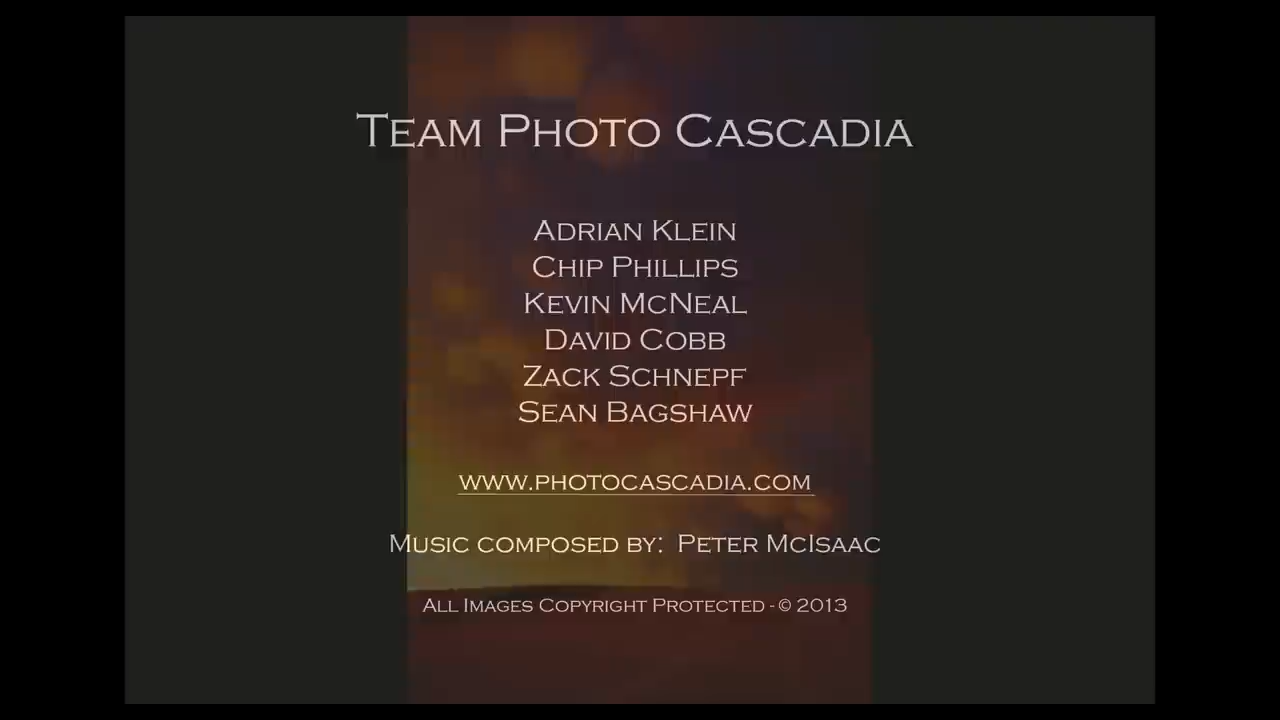 Team Photo Cascadia
Adrian Klein
Chip Phillips
Kevin McNeal
David Cobb
Zack Schnepf
Sean Bagshaw
www.photocascadia.com
Music composed by: Peter McIsaac
All Images Copyright Protected - © 2013